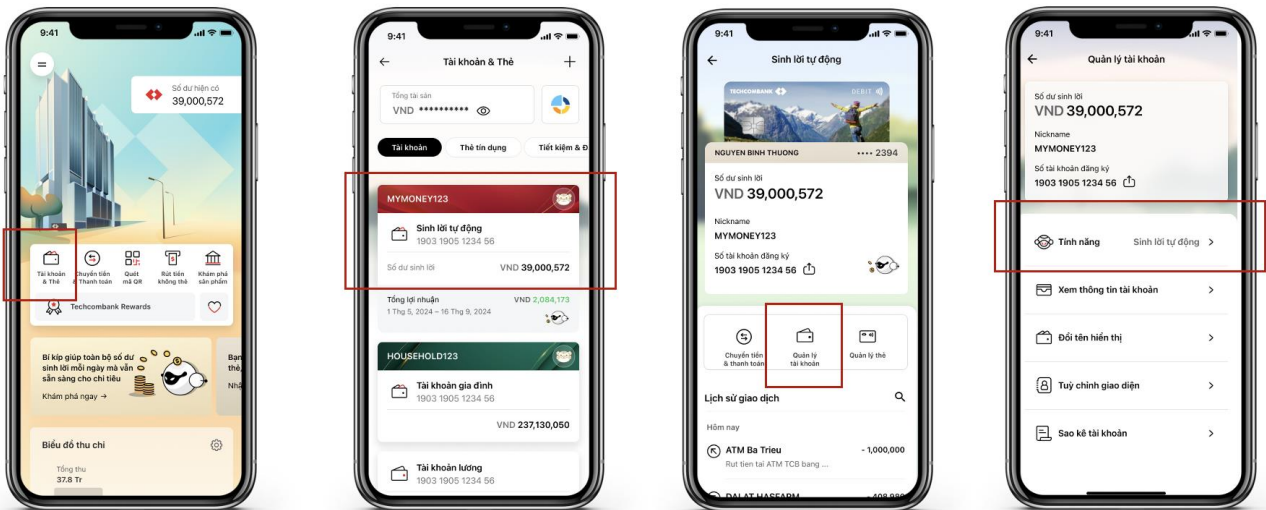 9:41
Số dư hiện có
39,000,572
Tài khoản
& Thẻ
Chuyển tiền
& Thanh toán
Quét
mã QR
Rút tiền
không thẻ
Khám phá
sản phẩm
Techcombank Rewards
Bí kíp giúp toàn bộ số dư
sinh lời mỗi ngày mà vẫn
sẵn sàng cho chi tiêu
Khám phá ngay →
Bạn
thẻ,
Nhậ
Biểu đồ thu chi
Tổng thu
37.8 Tr
9:41
Tài khoản & Thẻ
Tổng tài sản
VND **********
Tài khoản
Thẻ tín dụng
Tiết kiệm & Đ
MYMONEY123
Sinh lời tự động
1903 1905 1234 56
Số dư sinh lời
VND 39,000,572
Tổng lợi nhuận
VND 2,084,173
1 Thg 5, 2024 – 16 Thg 9, 2024
HOUSEHOLD123
Tài khoản gia đình
1903 1905 1234 56
VND 237,130,050
Tài khoản lương
1903 1905 1234 56
9:41
Sinh lời tự động
TECHCOMBANK
DEBIT
NGUYEN BINH THUONG
•••• 2394
Số dư sinh lời
VND 39,000,572
Nickname
MYMONEY123
Số tài khoản đăng ký
1903 1905 1234 56
Chuyển tiền
& thanh toán
Quản lý
tài khoản
Quản lý thẻ
Lịch sử giao dịch
Hôm nay
ATM Ba Trieu
- 1,000,000
Rut tien tai ATM TCB bang ...
DALAT HASFARM
- 408,980
9:41
Quản lý tài khoản
Số dư sinh lời
VND 39,000,572
Nickname
MYMONEY123
Số tài khoản đăng ký
1903 1905 1234 56
Tính năng
Sinh lời tự động
Xem thông tin tài khoản
Đổi tên hiển thị
Tuỳ chỉnh giao diện
Sao kê tài khoản